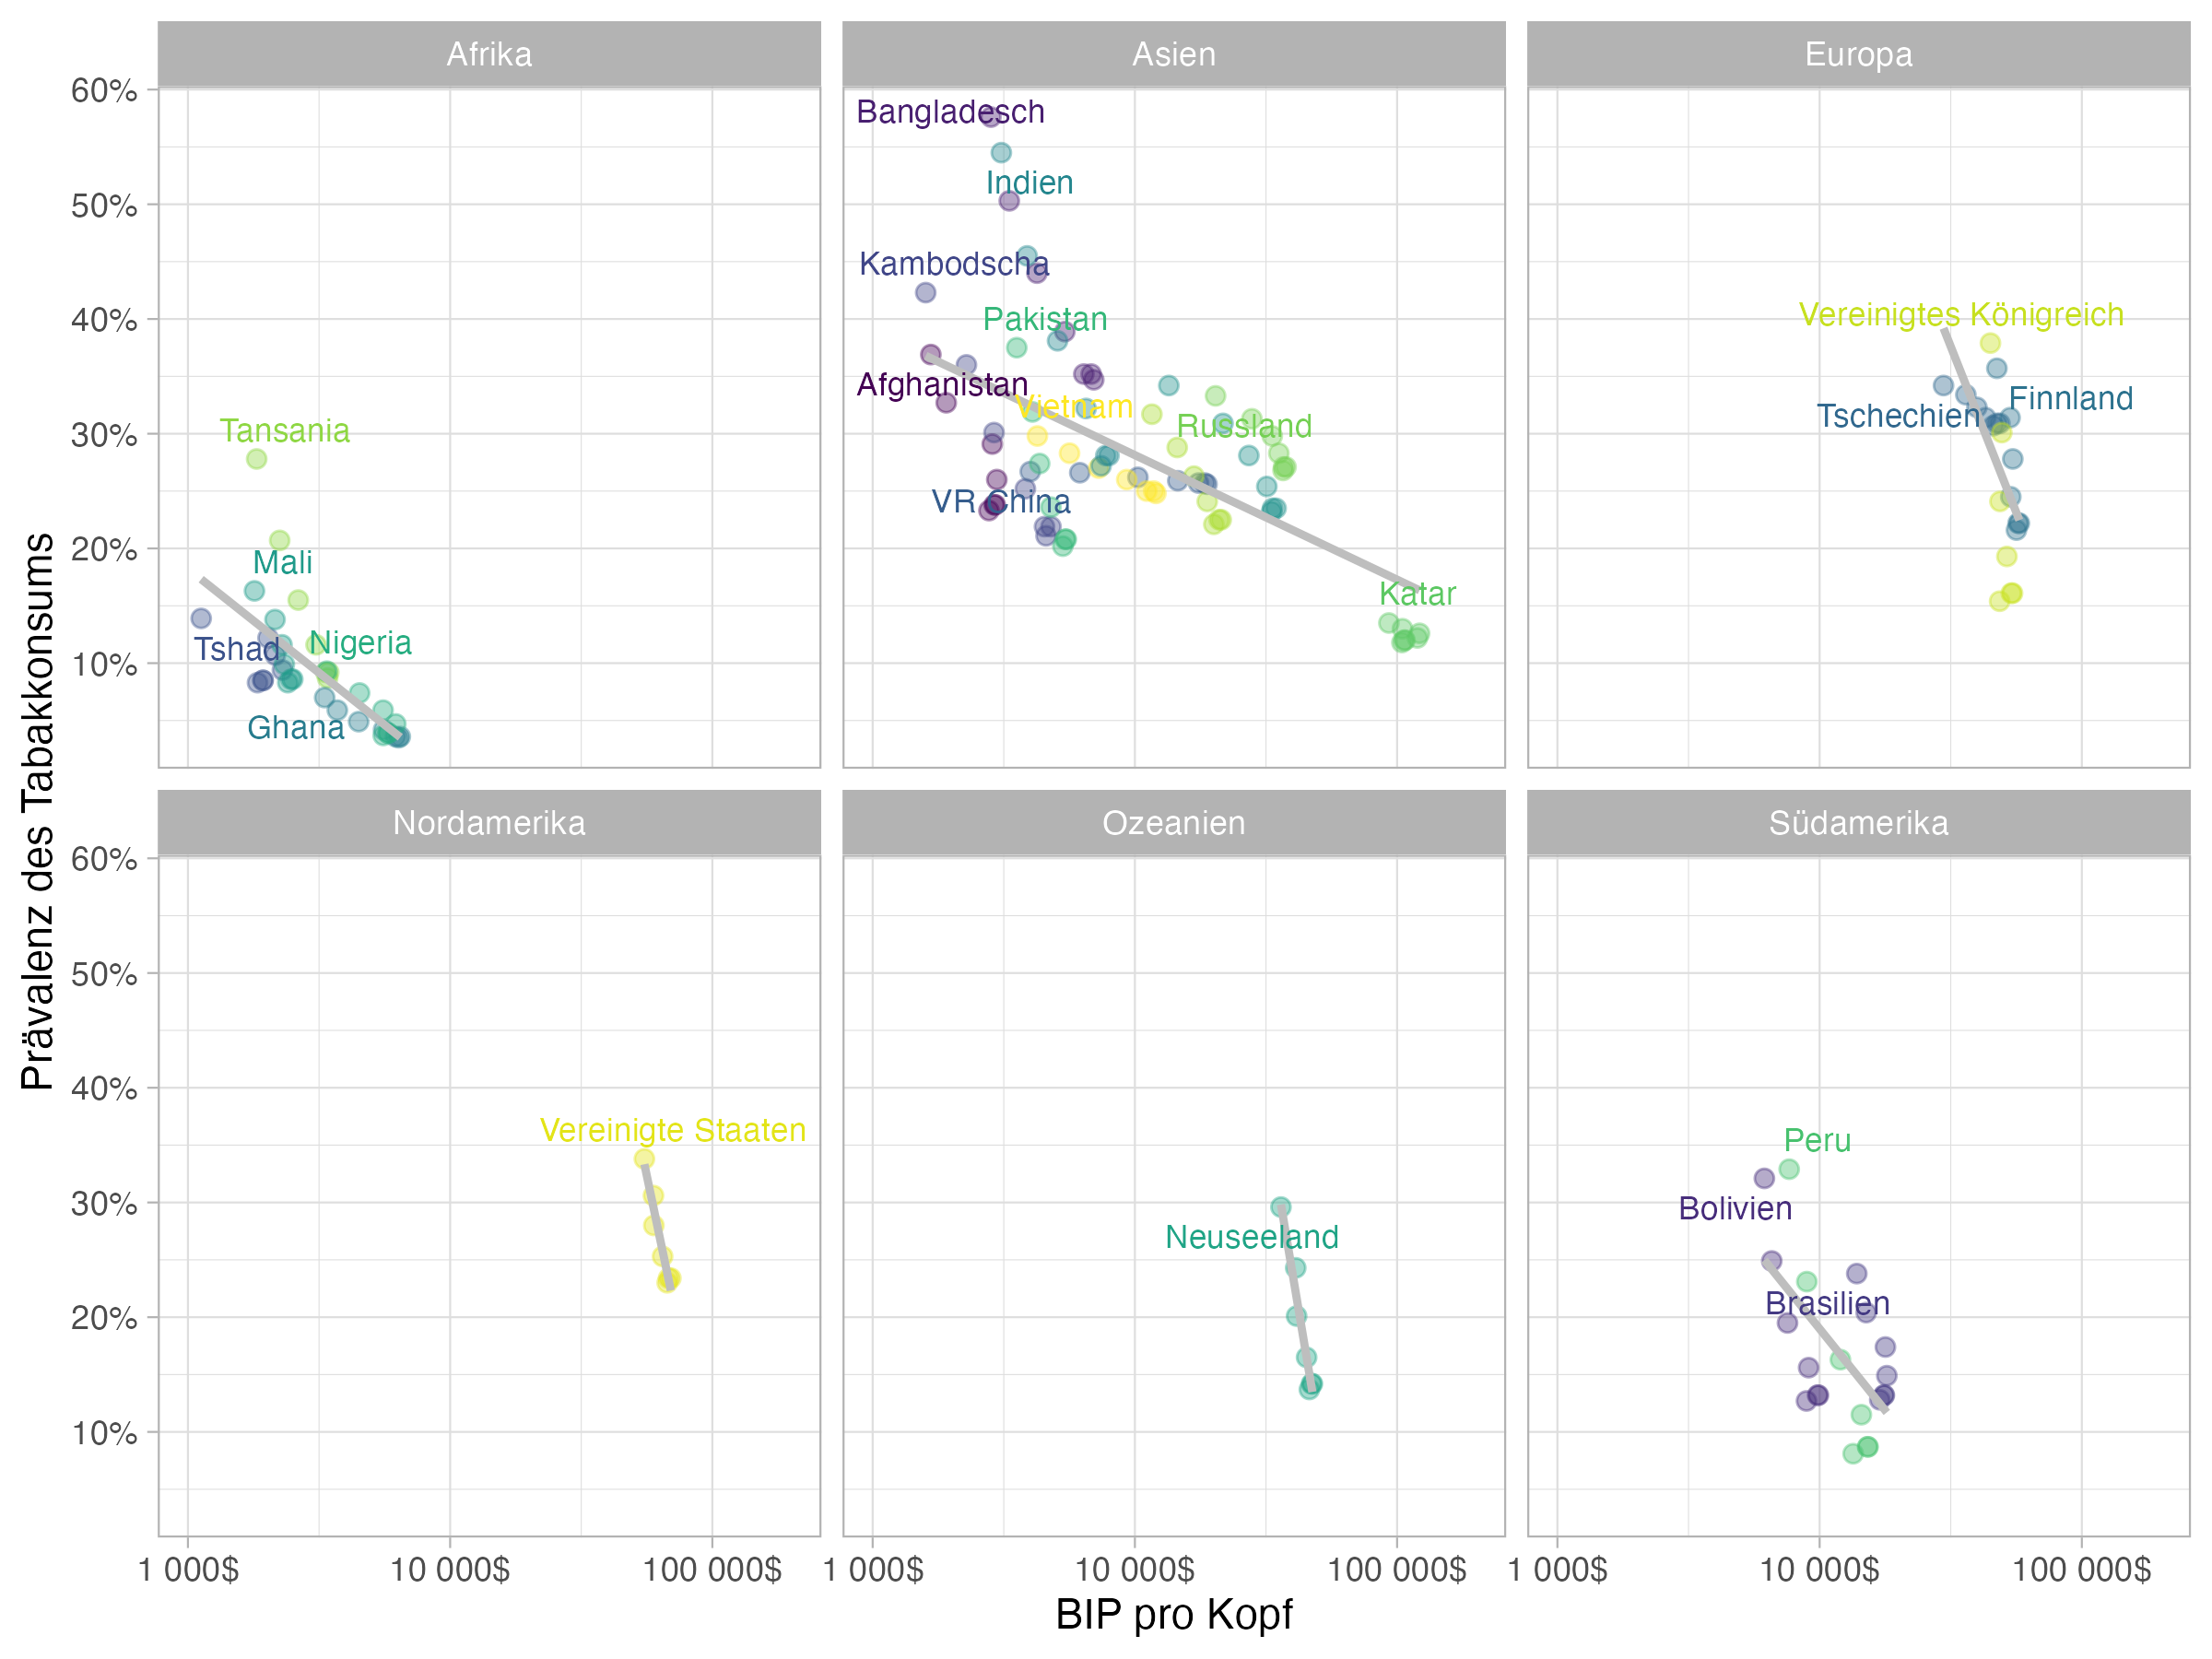 Afrika
Asien
Europa
60%
50%
40%
30%
20%
10%
Tansania
Mali
Tshad
Nigeria
Ghana
Bangladesch
Indien
Kambodscha
Pakistan
Afghanistan
Vietnam
Russland
VR China
Katar
Vereinigtes Königreich
Finnland
Tschechien
Prävalenz des Tabakkonsums
Nordamerika
Ozeanien
Südamerika
60%
50%
40%
30%
20%
10%
Vereinigte Staaten
Neuseeland
Peru
Bolivien
Brasilien
1 000$ 10 000$ 100 000$
1 000$ 10 000$ 100 000$
1 000$ 10 000$ 100 000$
BIP pro Kopf